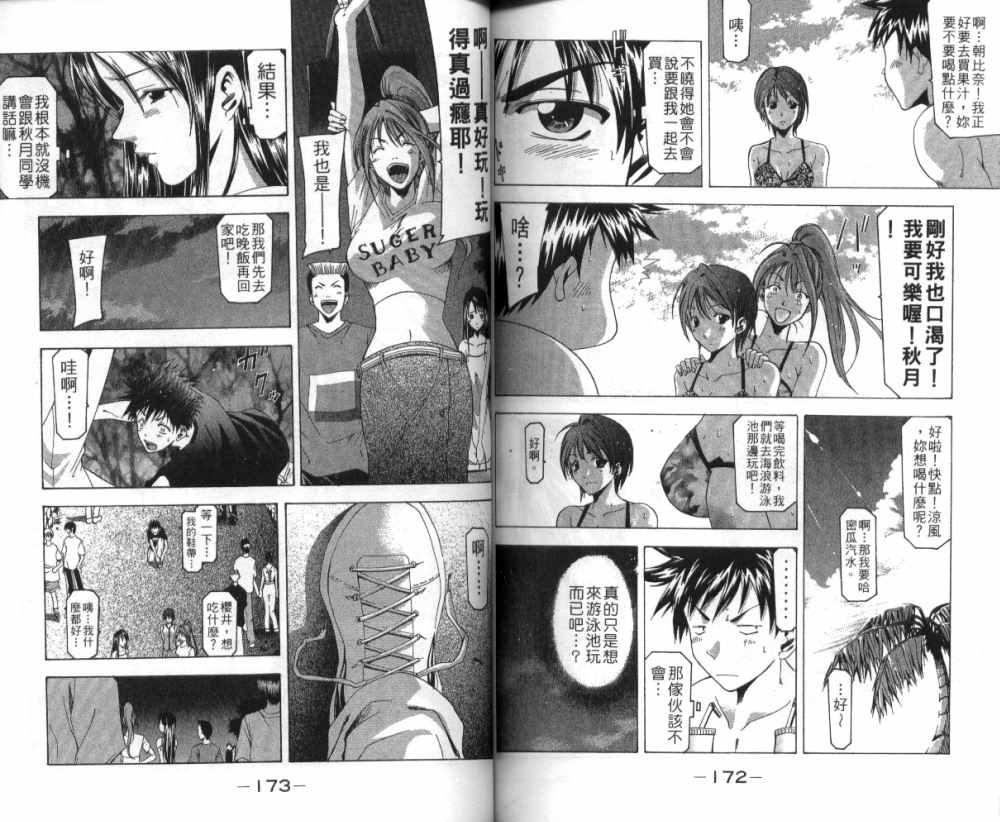 啊…朝比奈！我正
好要去買果汁，妳
要不要喝點什麼？
咦…
不曉得她會不會
說要跟我一起去
買…
剛好我也口渴了！
我要可樂喔！秋月
！
啥…？
好啦！快點！涼風
，妳想喝什麼呢？
啊…那我要哈
密瓜汽水。
…好～
等喝完飲料，我
們就去海浪游泳
池那邊玩吧！
好啊。
………
那傢伙該不
會…
真的只是想
來游泳池玩
而已吧…？
－172－
啊——真好玩！玩
得真過癮耶！
我也是——！
SUGER
BABY
結果…
我根本就沒機
會跟秋月同學
講話嘛…
那我們先去
吃晚飯再回
家吧！
好啊！
哇啊…！
啊……
等一下…
我的鞋帶…
櫻井，想
吃什麼？
咦…我什
麼都好…
－173－